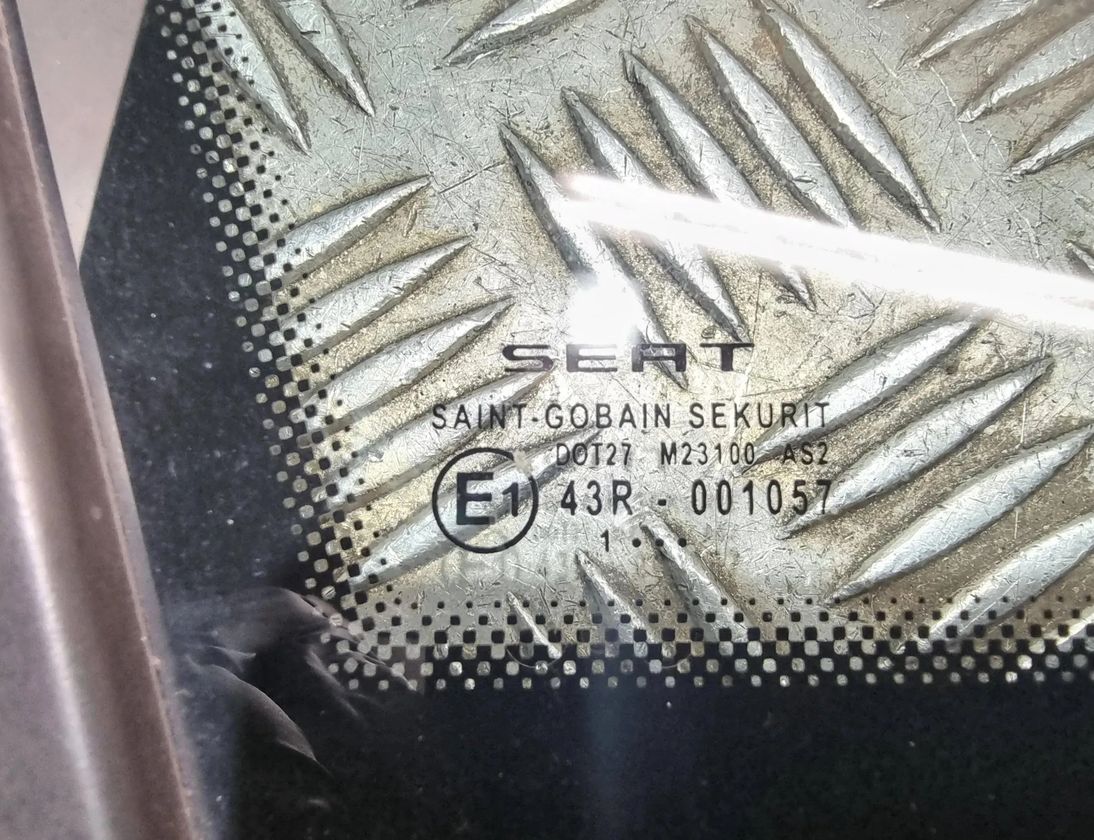 SEAT
SAINT-GOBAIN SEKURIT
DOT27 M23100 AS2
E1 43R - 001057
1 • • •